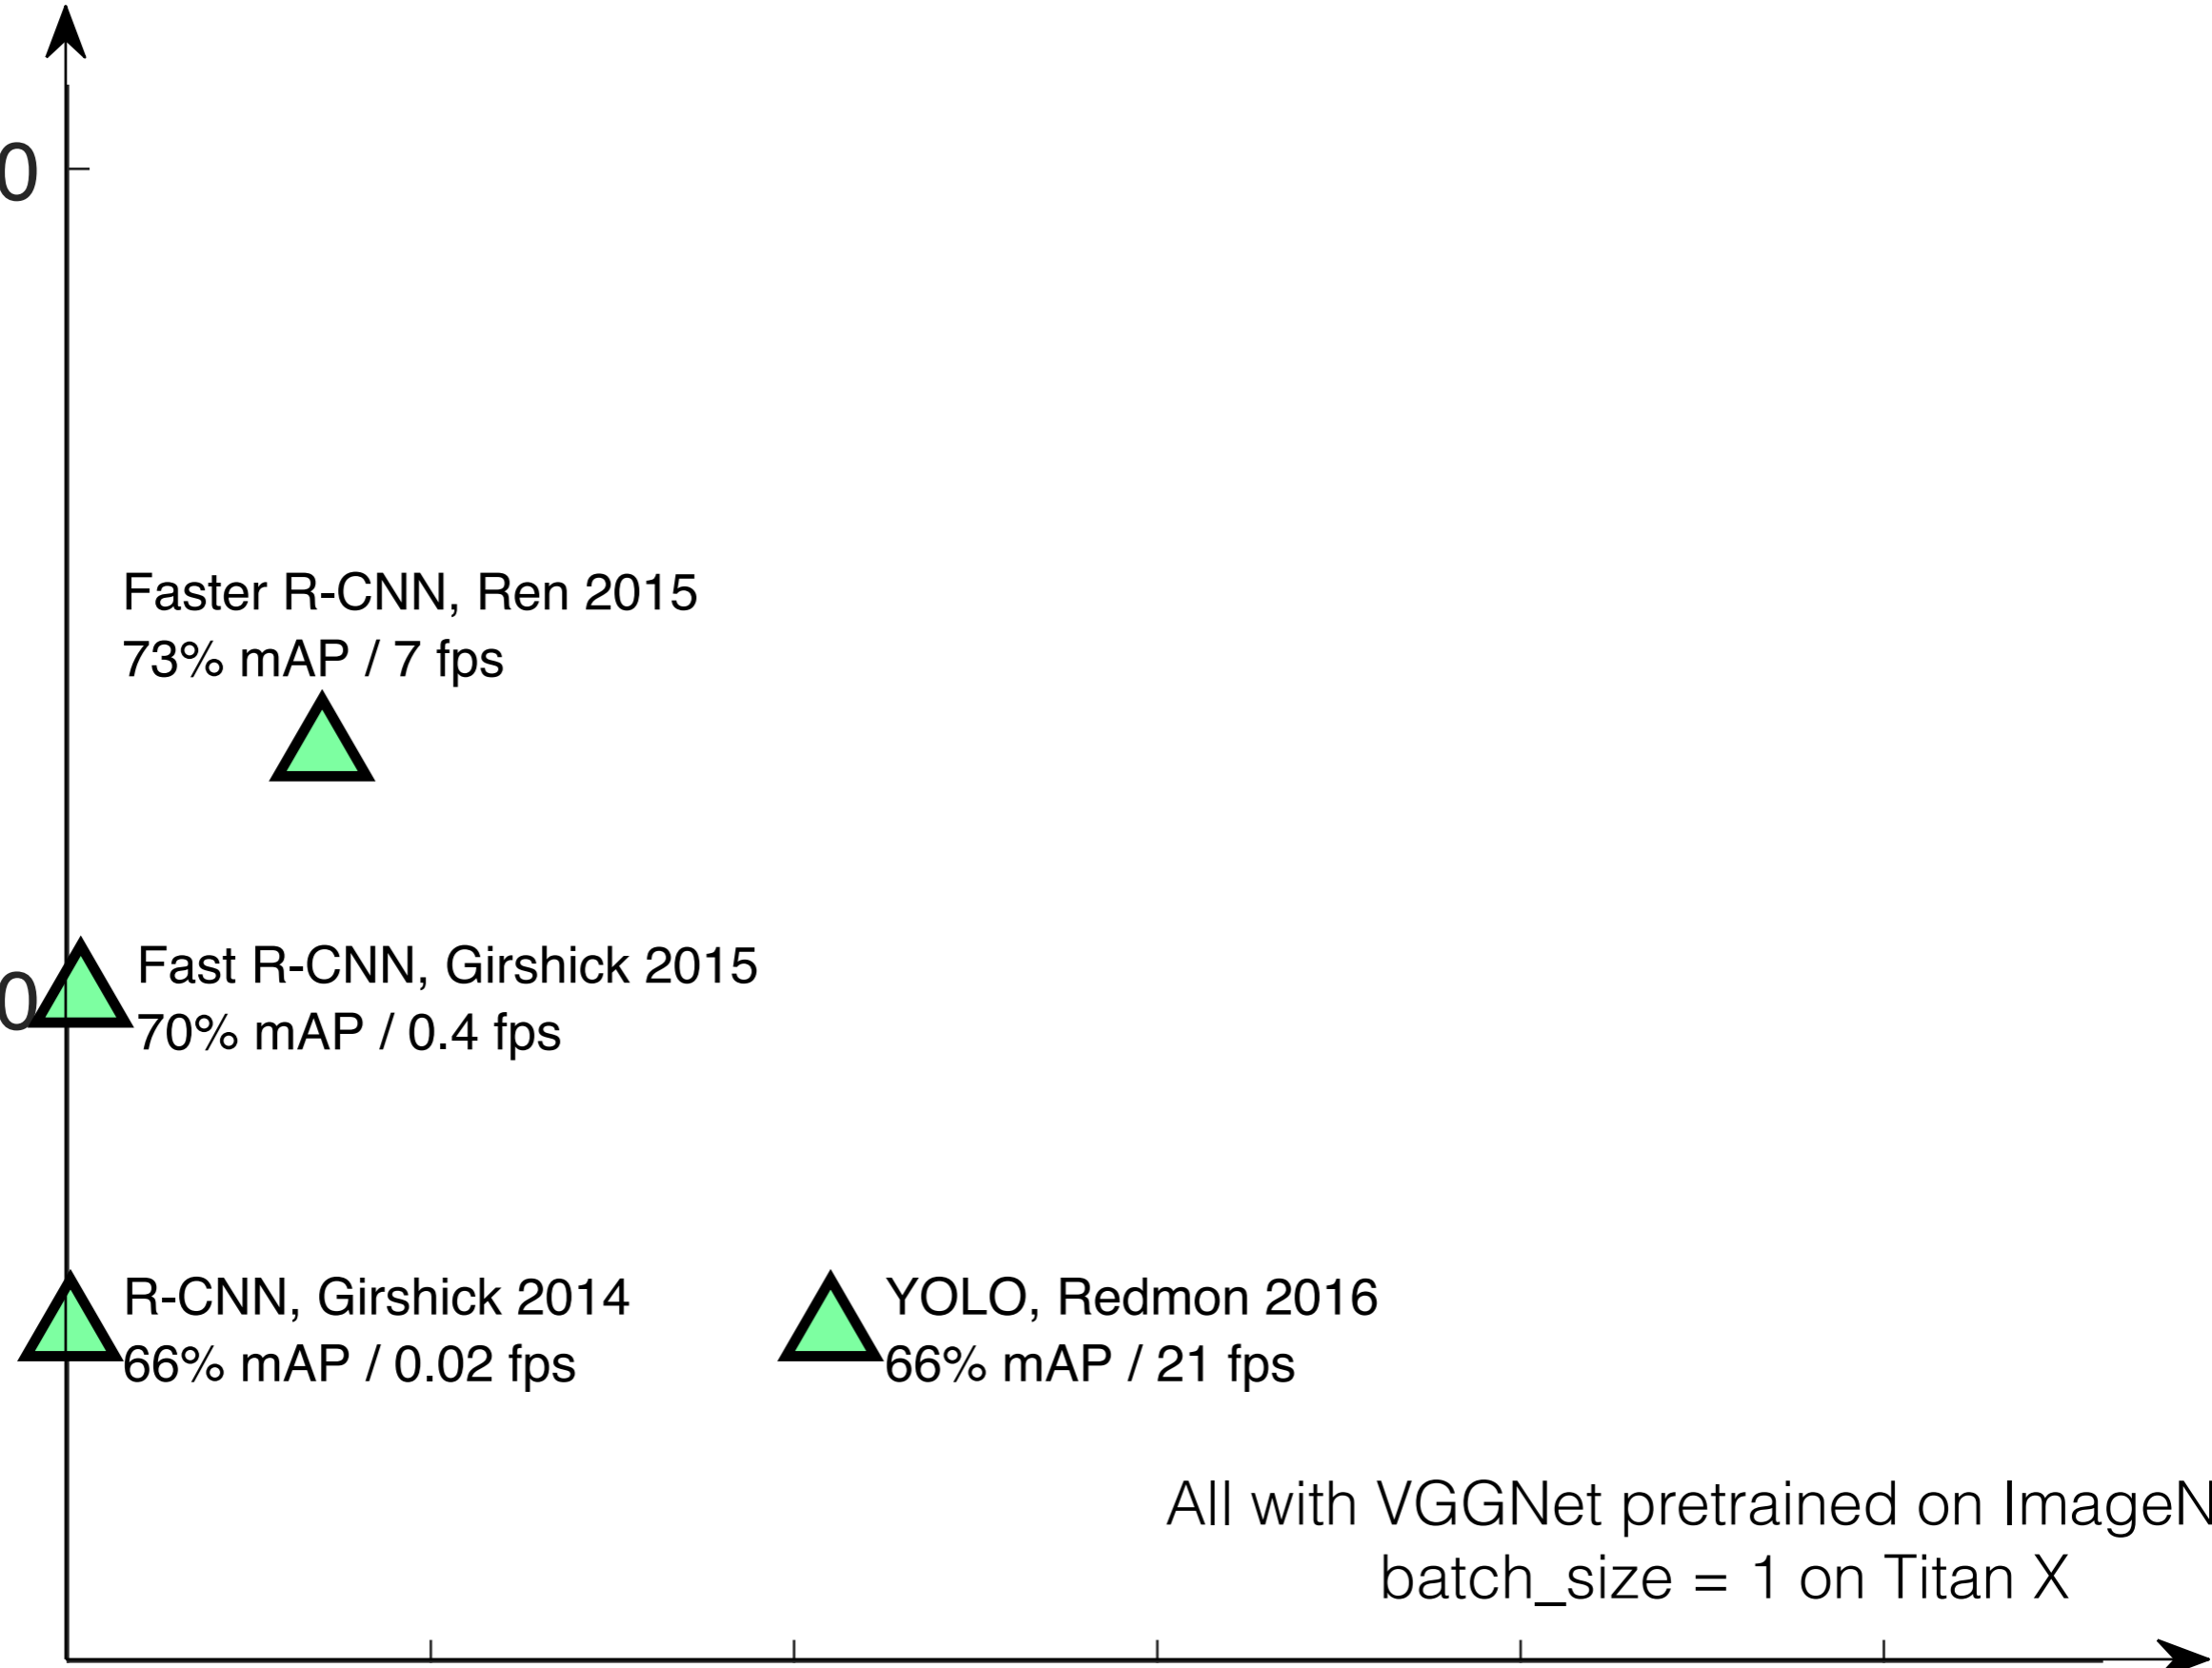 0
Faster R-CNN, Ren 2015
73% mAP / 7 fps
Fast R-CNN, Girshick 2015
70% mAP / 0.4 fps
0
R-CNN, Girshick 2014
66% mAP / 0.02 fps
YOLO, Redmon 2016
66% mAP / 21 fps
All with VGGNet pretrained on ImageN
batch_size = 1 on Titan X